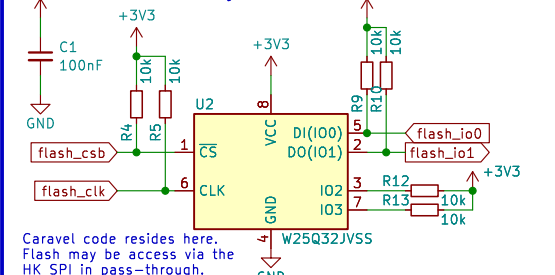 +3V3
C1
100nF
GND
10k
10k
R4
R5
flash_csb
flash_clk
+3V3
U2
8
VCC
1
CS
6
CLK
DI(IO0)
5
DO(IO1)
2
IO2
3
IO3
7
GND
4
W25Q32JVSS
GND
10k
10k
R9
R10
flash_io0
flash_io1
+3V3
R12
10k
R13
10k
Caravel code resides here.
Flash may be access via the
HK SPI in pass-through.